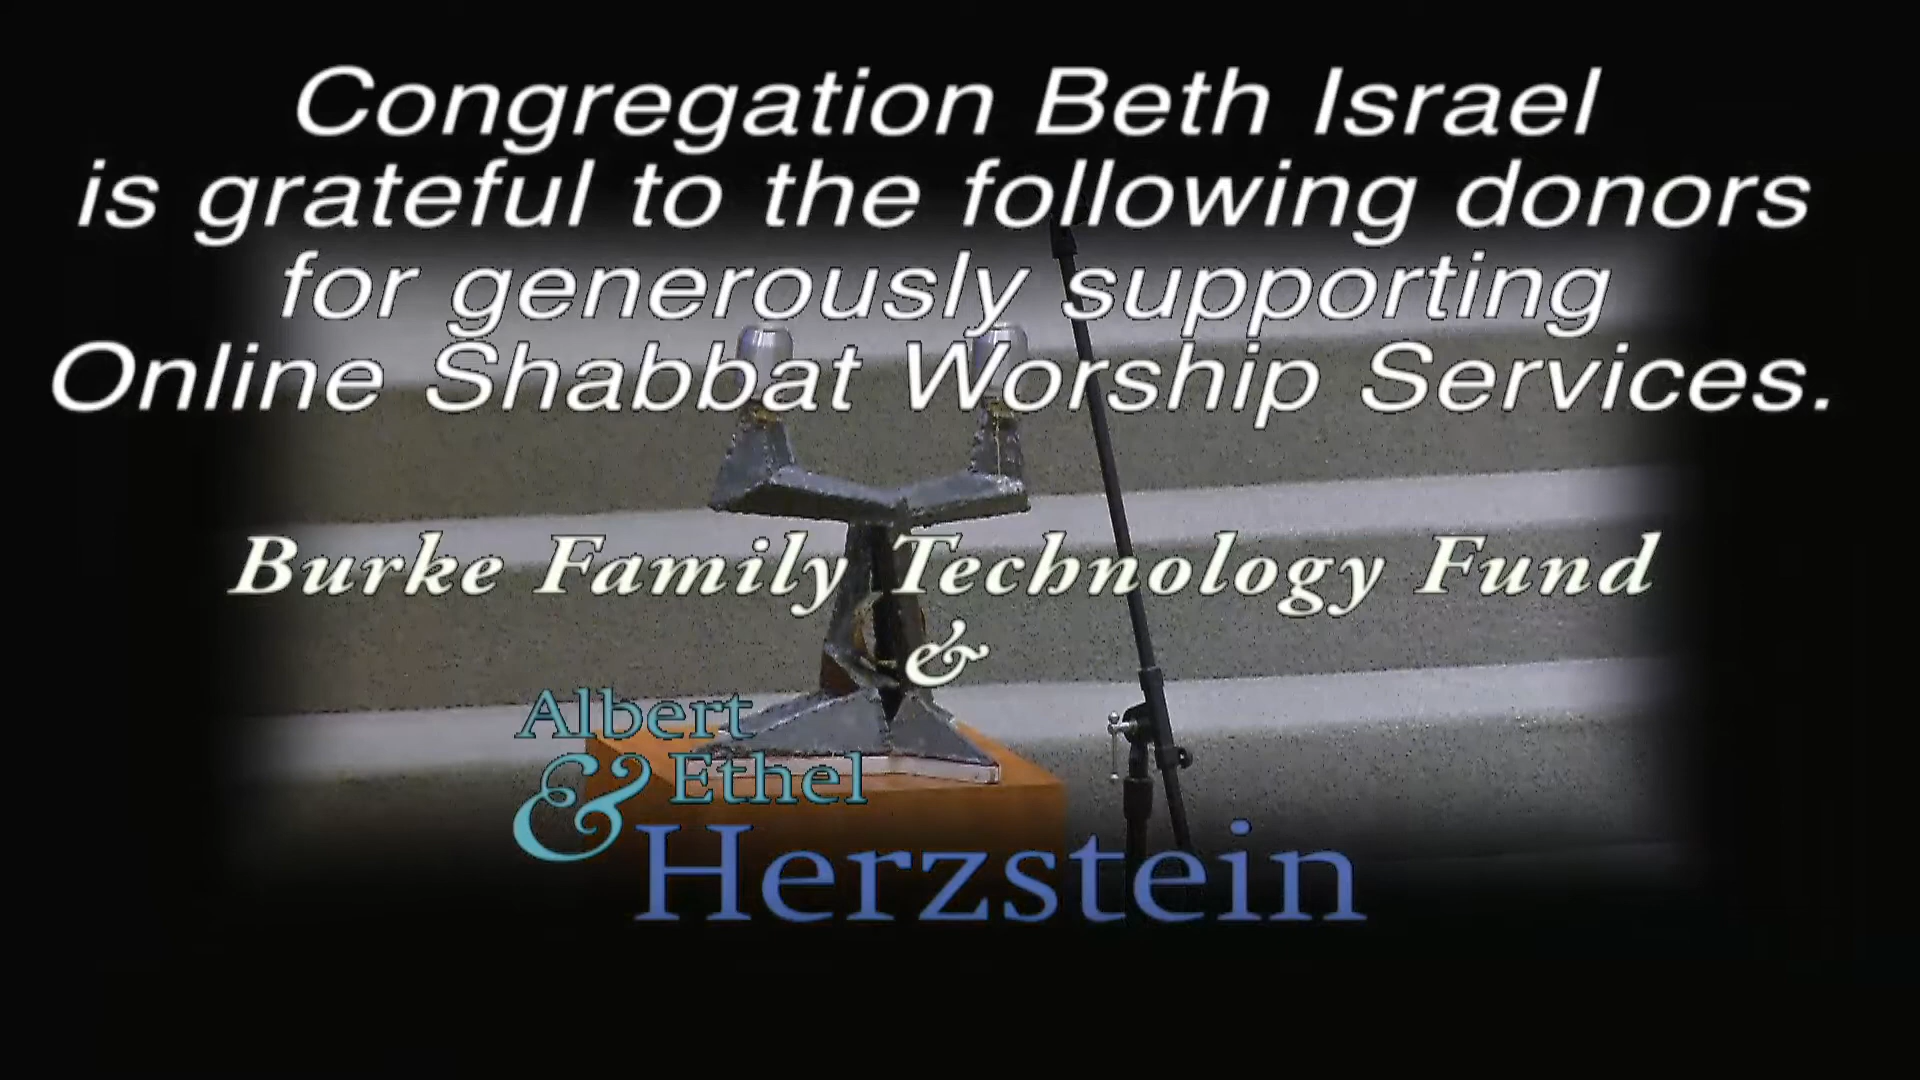 Congregation Beth Israel
is grateful to the following donors
for generously supporting
Online Shabbat Worship Services.
Burke Family Technology Fund
&
Albert
& Ethel
Herzstein